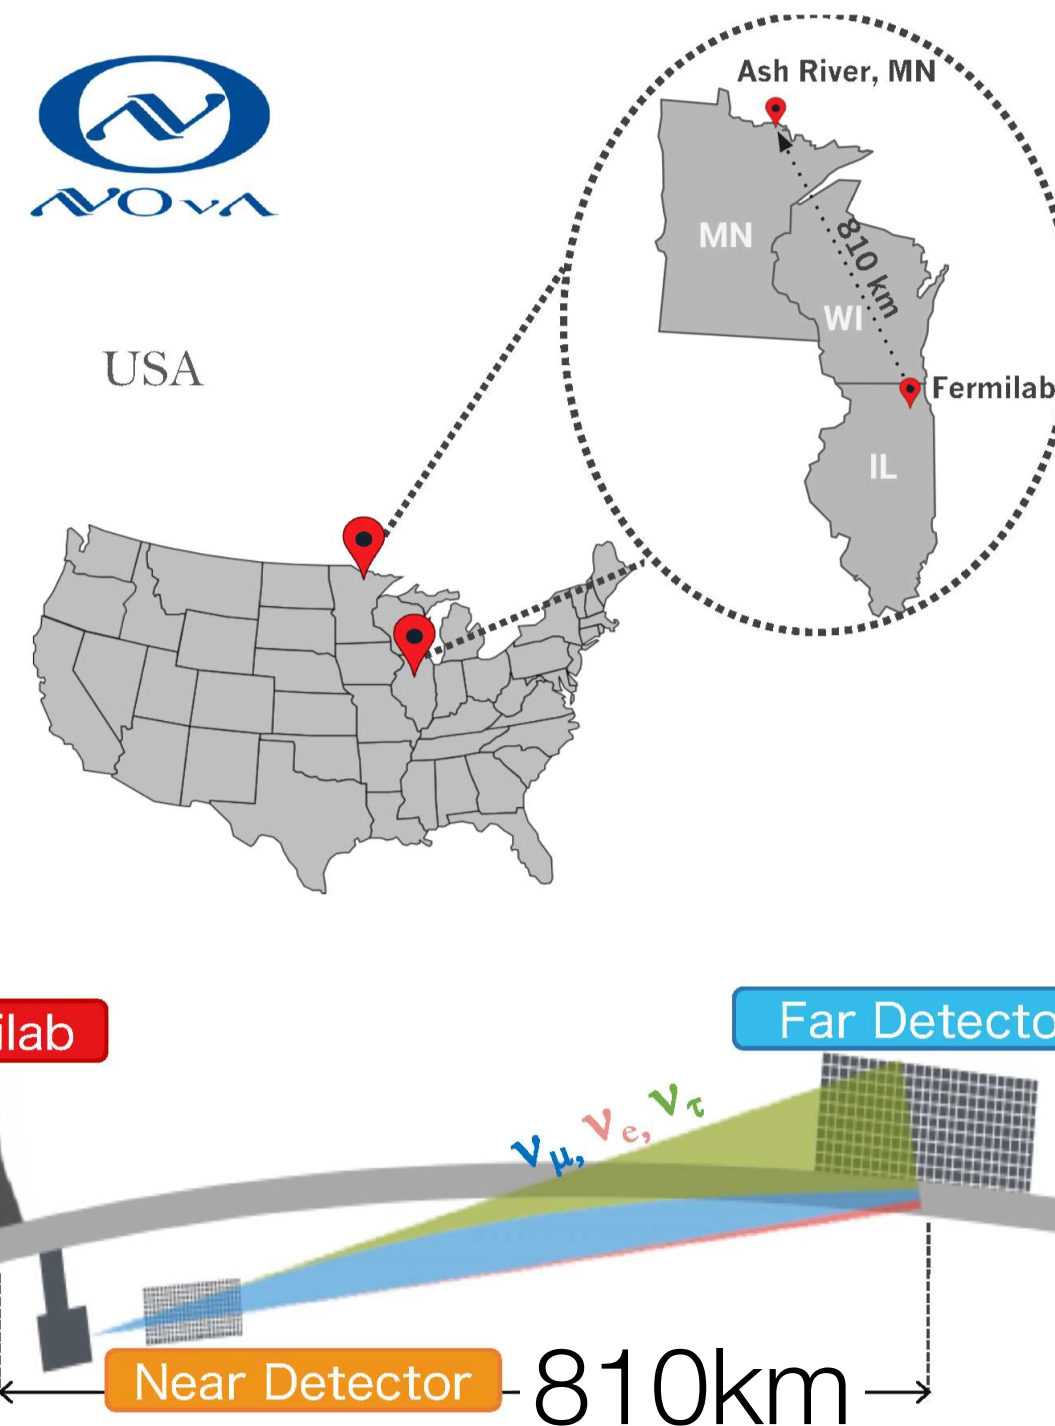 NOνA
Ash River, MN
MN
810 km
WI
Fermilab
IL
USA
ilab
Far Detecto
νμ, νe, ντ
Near Detector
810km